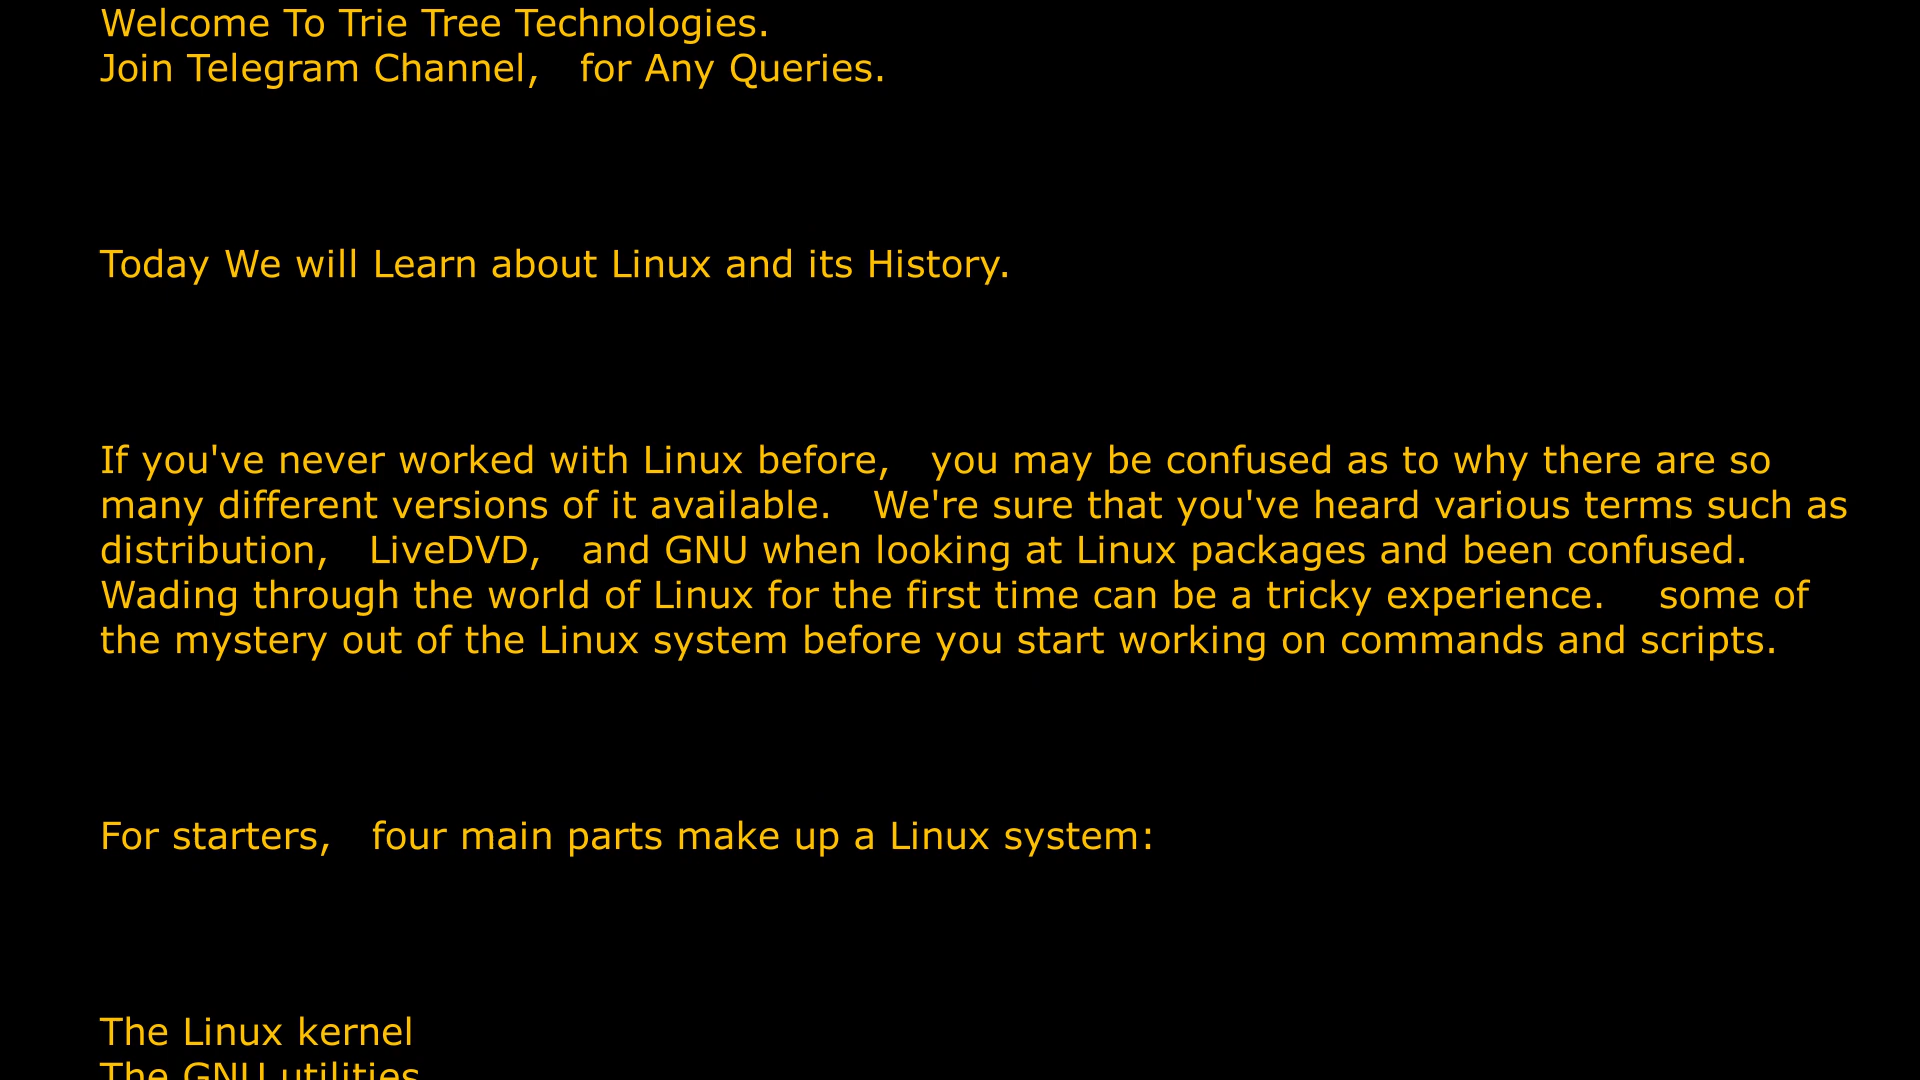 Welcome To Trie Tree Technologies.
Join Telegram Channel,   for Any Queries.
Today We will Learn about Linux and its History.
If you've never worked with Linux before,   you may be confused as to why there are so
many different versions of it available.   We're sure that you've heard various terms such as
distribution,   LiveDVD,   and GNU when looking at Linux packages and been confused.
Wading through the world of Linux for the first time can be a tricky experience.    some of
the mystery out of the Linux system before you start working on commands and scripts.
For starters,   four main parts make up a Linux system:
The Linux kernel
The GNU utilities